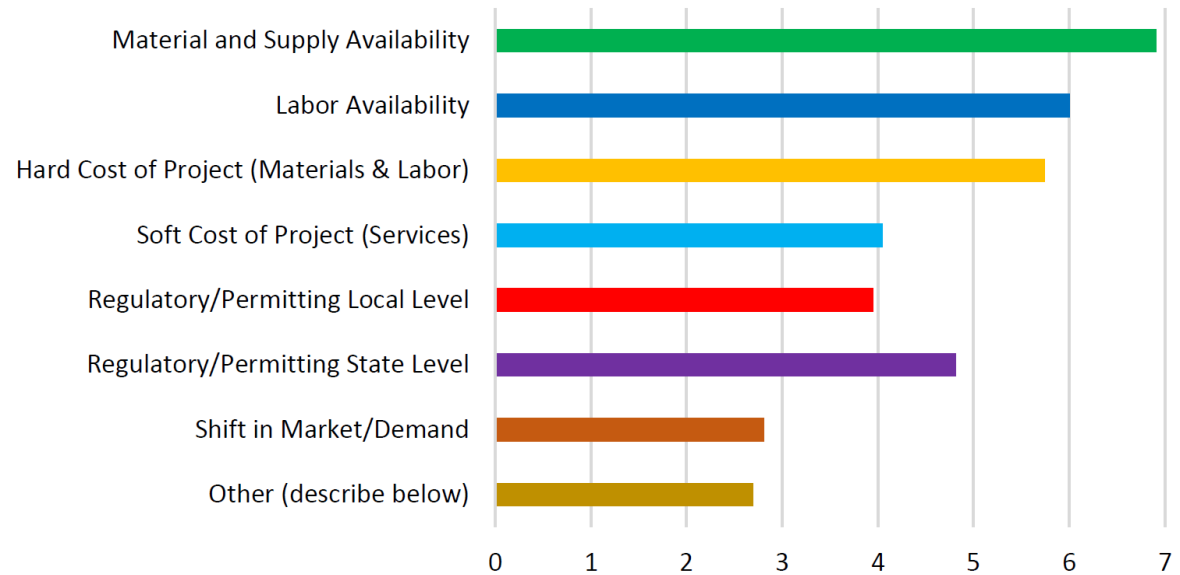 Material and Supply Availability
Labor Availability
Hard Cost of Project (Materials & Labor)
Soft Cost of Project (Services)
Regulatory/Permitting Local Level
Regulatory/Permitting State Level
Shift in Market/Demand
Other (describe below)
0 1 2 3 4 5 6 7